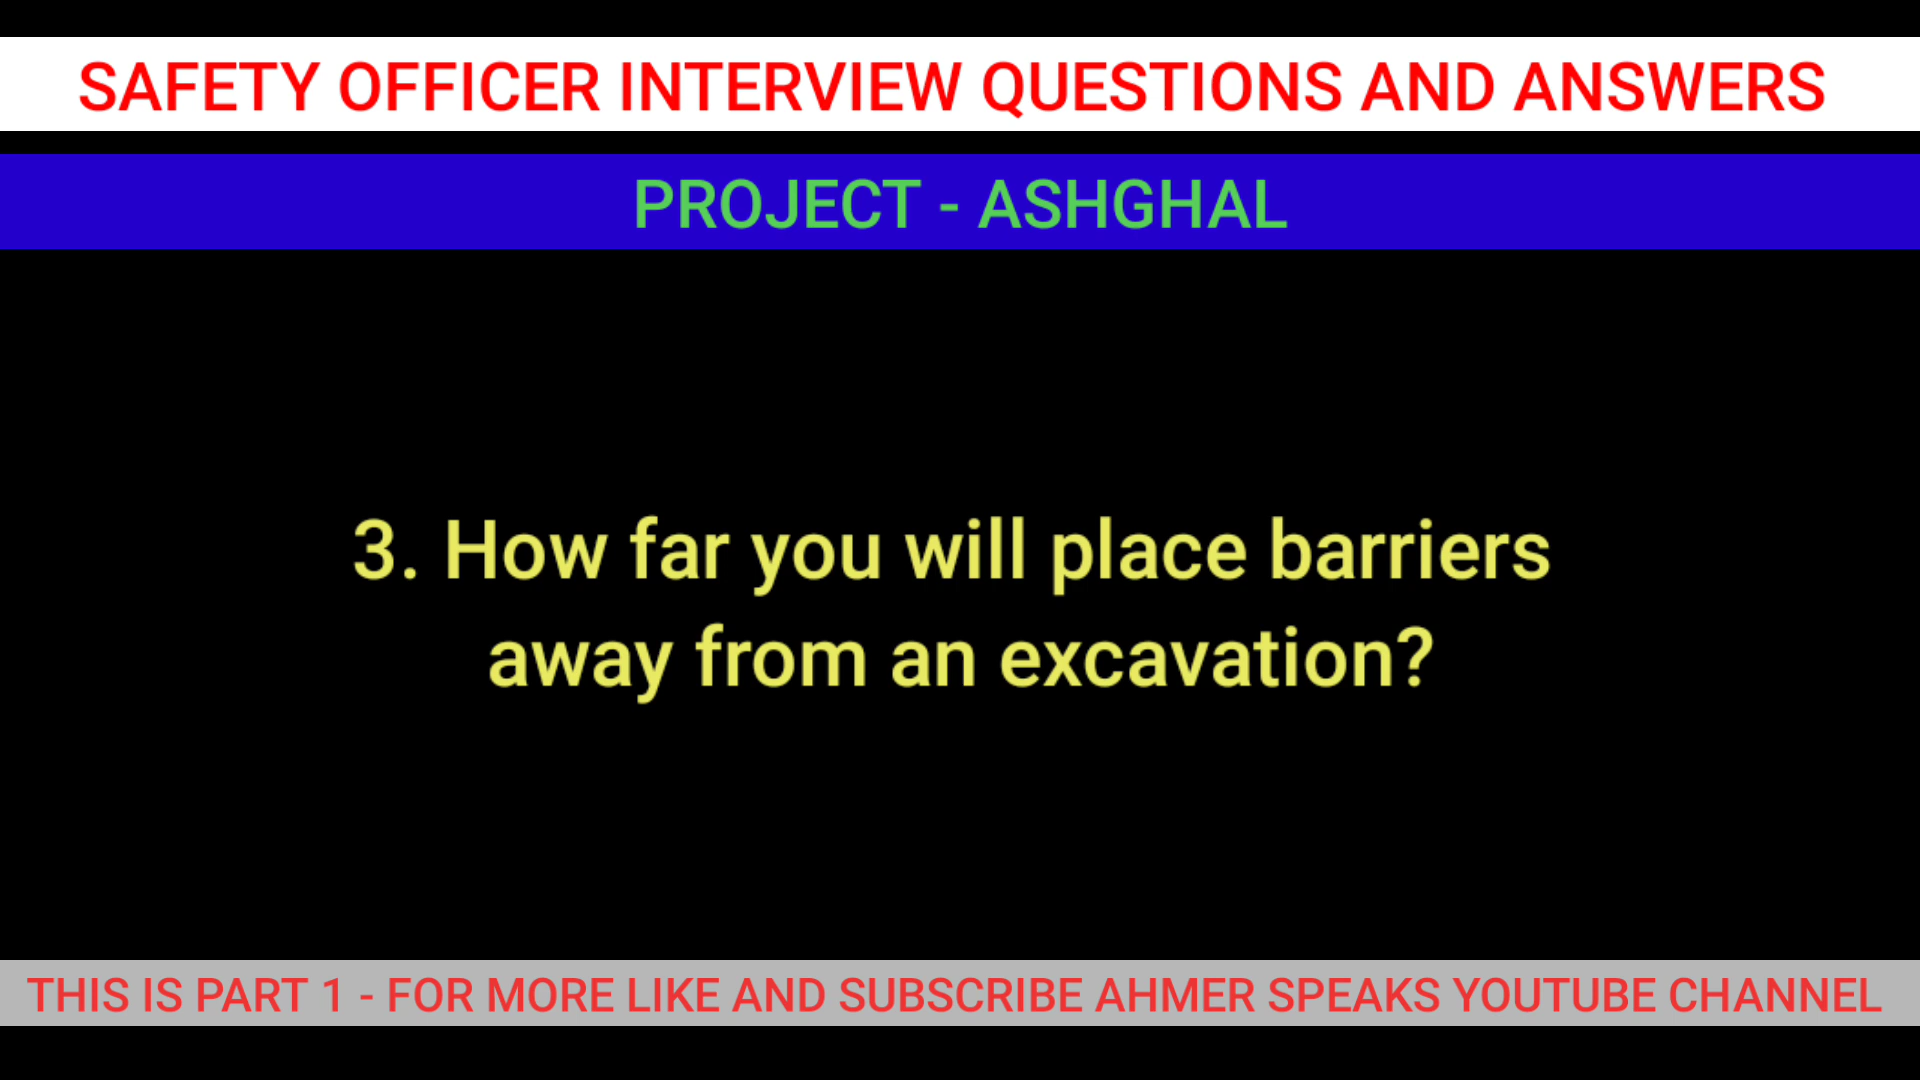 SAFETY OFFICER INTERVIEW QUESTIONS AND ANSWERS
PROJECT - ASHGHAL
3. How far you will place barriers
away from an excavation?
THIS IS PART 1 - FOR MORE LIKE AND SUBSCRIBE AHMER SPEAKS YOUTUBE CHANNEL